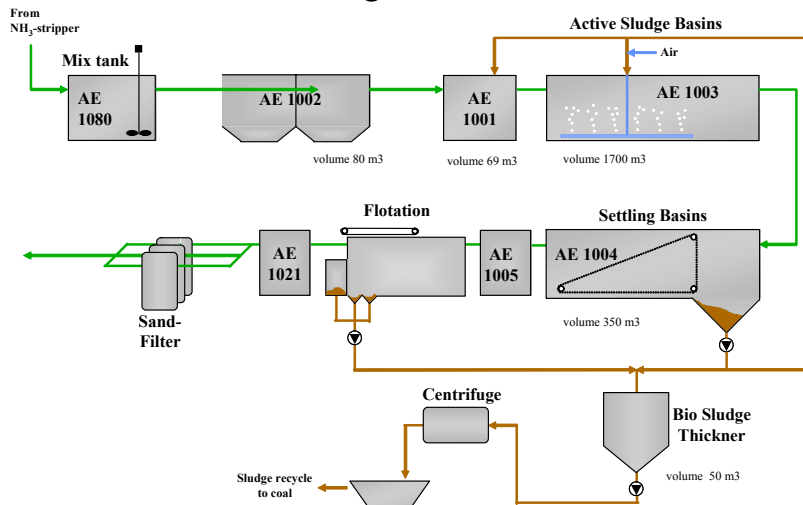 From
NH3-stripper
Mix tank
AE
1080
AE 1002
volume 80 m3
AE
1001
volume 69 m3
Active Sludge Basins
Air
AE 1003
volume 1700 m3
Flotation
Settling Basins
AE
1021
AE
1005
AE 1004
volume 350 m3
Sand-
Filter
Centrifuge
Bio Sludge
Thickner
volume 50 m3
Sludge recycle
to coal